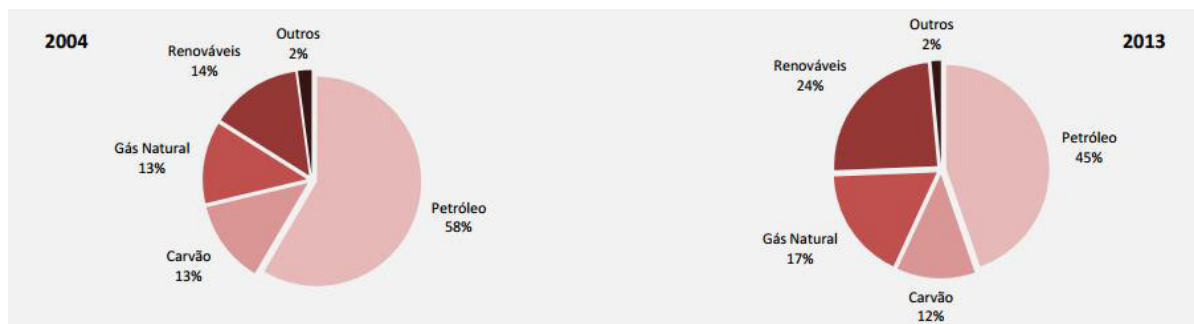 2004
Outros
2%
Renováveis
14%
Gás Natural
13%
Carvão
13%
Petróleo
58%
2013
Outros
2%
Renováveis
24%
Petróleo
45%
Gás Natural
17%
Carvão
12%